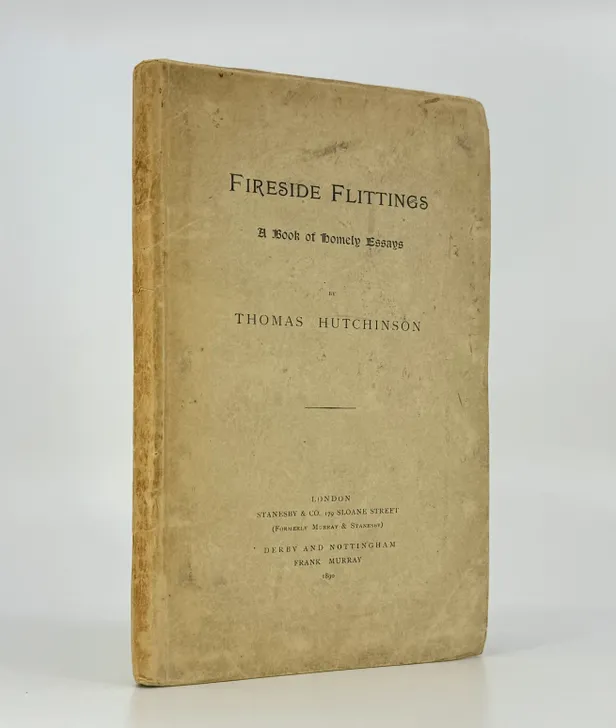 FIRESIDE FLITTINGS
A Book of Homely Essays
BY
THOMAS HUTCHINSON
LONDON
STANESBY & CO. 179 SLOANE STREET
(FORMERLY MURRAY & STANESBY)
DERBY AND NOTTINGHAM
FRANK MURRAY
1890